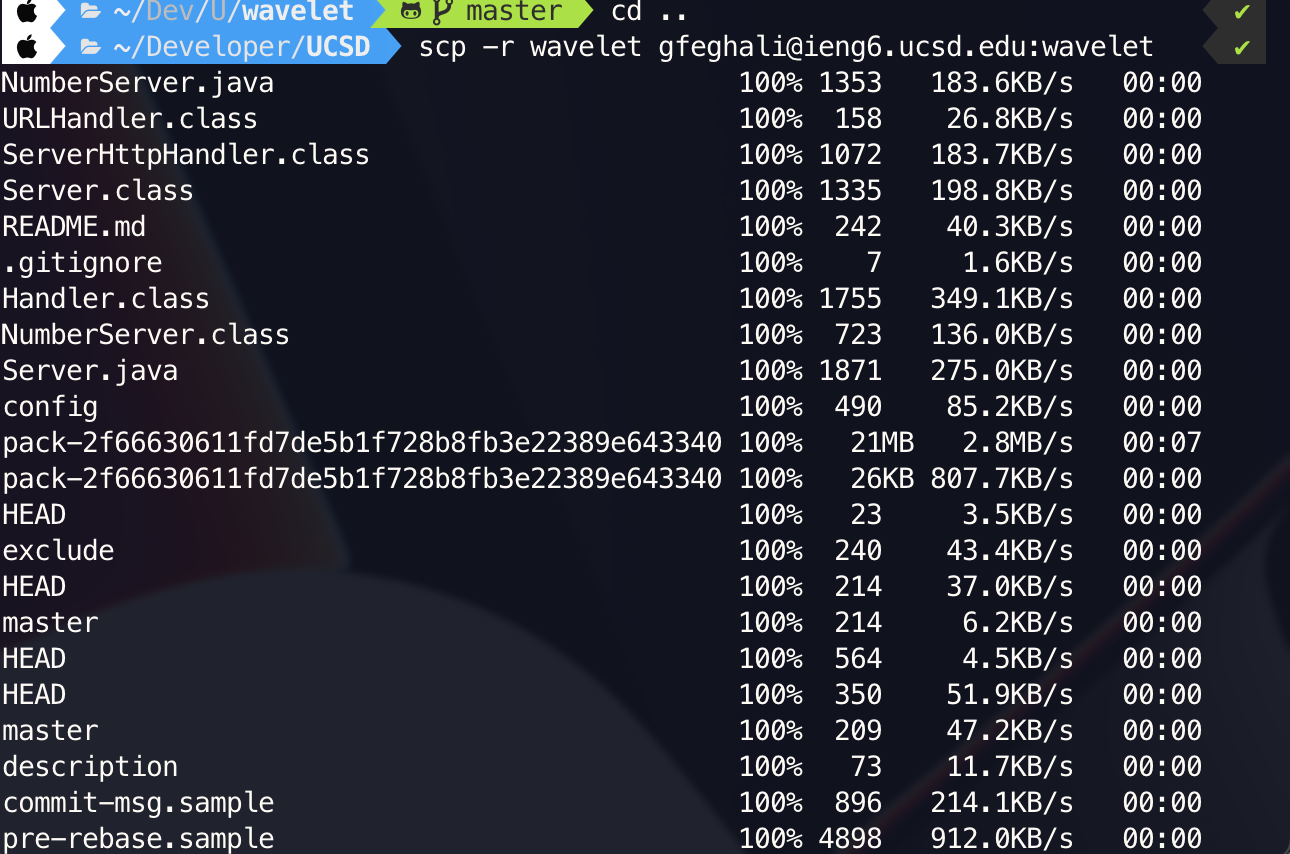 ~/Dev/U/wavelet master cd .. ✔
~/Developer/UCSD scp -r wavelet gfeghali@ieng6.ucsd.edu:wavelet ✔
NumberServer.java 100% 1353 183.6KB/s 00:00
URLHandler.class 100% 158 26.8KB/s 00:00
ServerHttpHandler.class 100% 1072 183.7KB/s 00:00
Server.class 100% 1335 198.8KB/s 00:00
README.md 100% 242 40.3KB/s 00:00
.gitignore 100% 7 1.6KB/s 00:00
Handler.class 100% 1755 349.1KB/s 00:00
NumberServer.class 100% 723 136.0KB/s 00:00
Server.java 100% 1871 275.0KB/s 00:00
config 100% 490 85.2KB/s 00:00
pack-2f66630611fd7de5b1f728b8fb3e22389e643340 100% 21MB 2.8MB/s 00:07
pack-2f66630611fd7de5b1f728b8fb3e22389e643340 100% 26KB 807.7KB/s 00:00
HEAD 100% 23 3.5KB/s 00:00
exclude 100% 240 43.4KB/s 00:00
HEAD 100% 214 37.0KB/s 00:00
master 100% 214 6.2KB/s 00:00
HEAD 100% 564 4.5KB/s 00:00
HEAD 100% 350 51.9KB/s 00:00
master 100% 209 47.2KB/s 00:00
description 100% 73 11.7KB/s 00:00
commit-msg.sample 100% 896 214.1KB/s 00:00
pre-rebase.sample 100% 4898 912.0KB/s 00:00